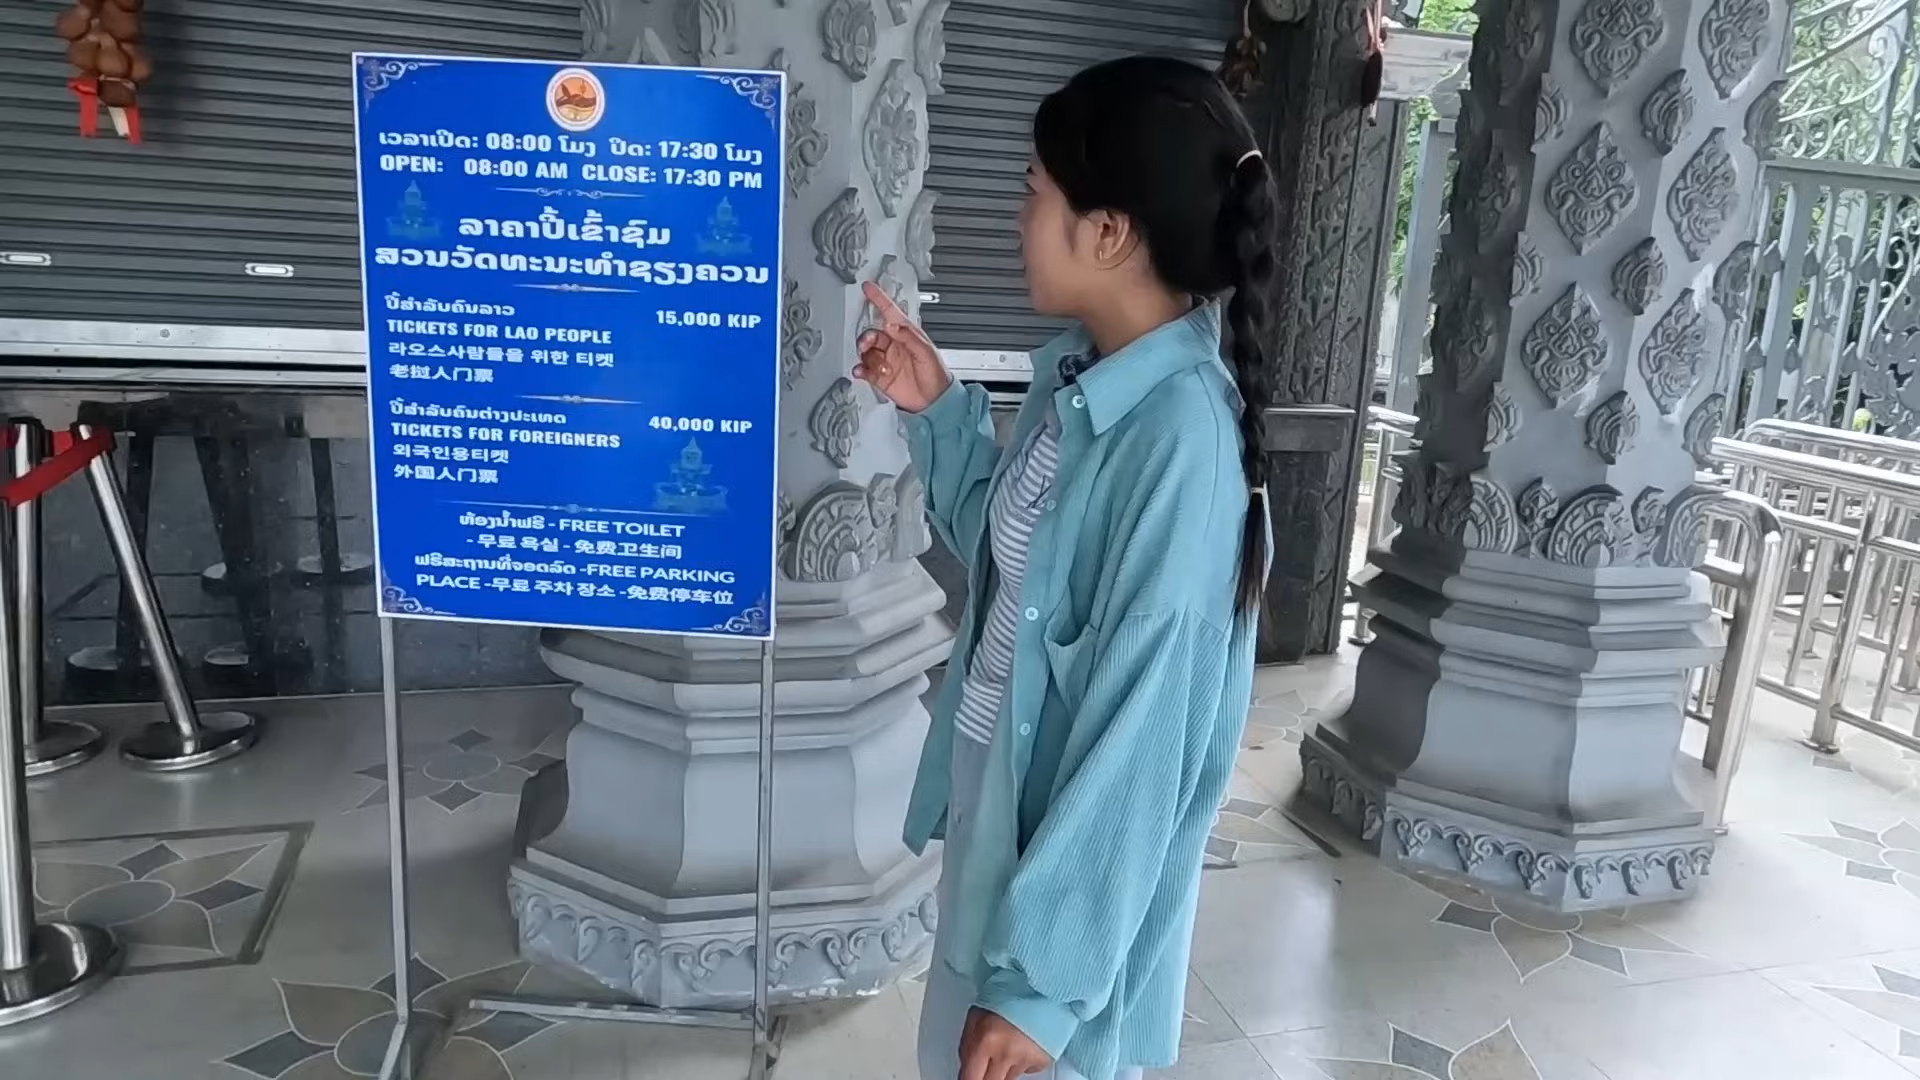 ເວລາເປີດ: 08:00 ໂມງ ປິດ: 17:30 ໂມງ
OPEN: 08:00 AM CLOSE: 17:30 PM
ລາຄາປີ້ເຂົ້າຊົມ
ສວນວັດທະນະທຳຊຽງຄວນ
ປີ້ສຳລັບຄົນລາວ 15,000 KIP
TICKETS FOR LAO PEOPLE
라오스사람들을 위한 티켓
老挝人门票
ປີ້ສຳລັບຄົນຕ່າງປະເທດ 40,000 KIP
TICKETS FOR FOREIGNERS
외국인용티켓
外国人门票
ຫ້ອງນ້ຳຟຣີ - FREE TOILET
- 무료 욕실 - 免费卫生间
ຟຣີສະຖານທີ່ຈອດລົດ -FREE PARKING
PLACE -무료 주차 장소 -免费停车位